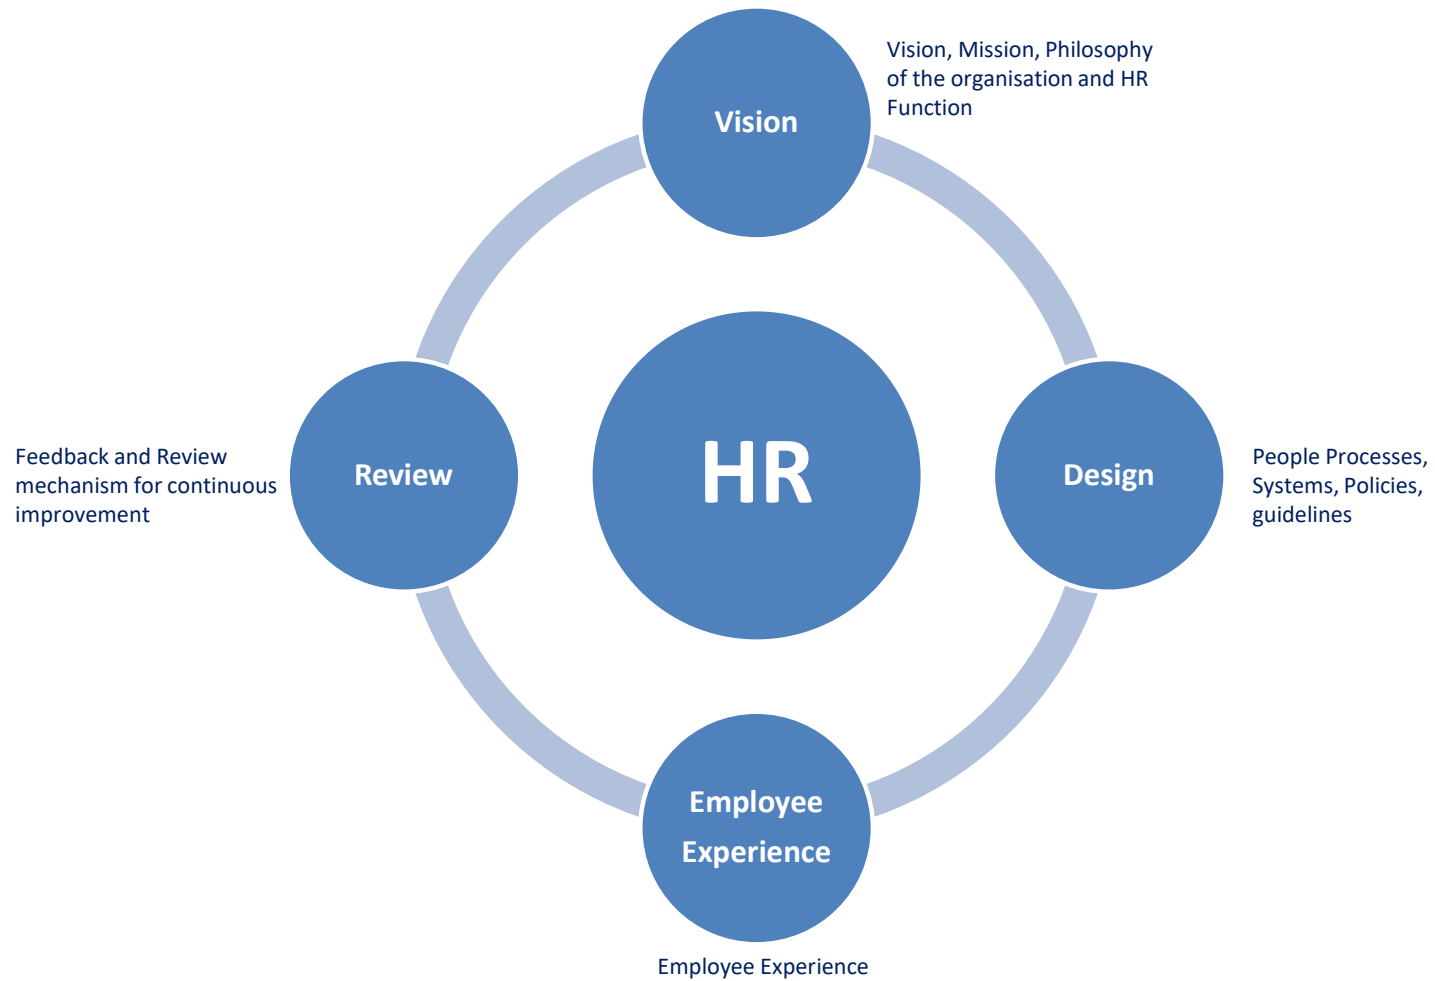 Vision
Vision, Mission, Philosophy
of the organisation and HR
Function
HR
Design
People Processes,
Systems, Policies,
guidelines
Employee
Experience
Employee Experience
Review
Feedback and Review
mechanism for continuous
improvement